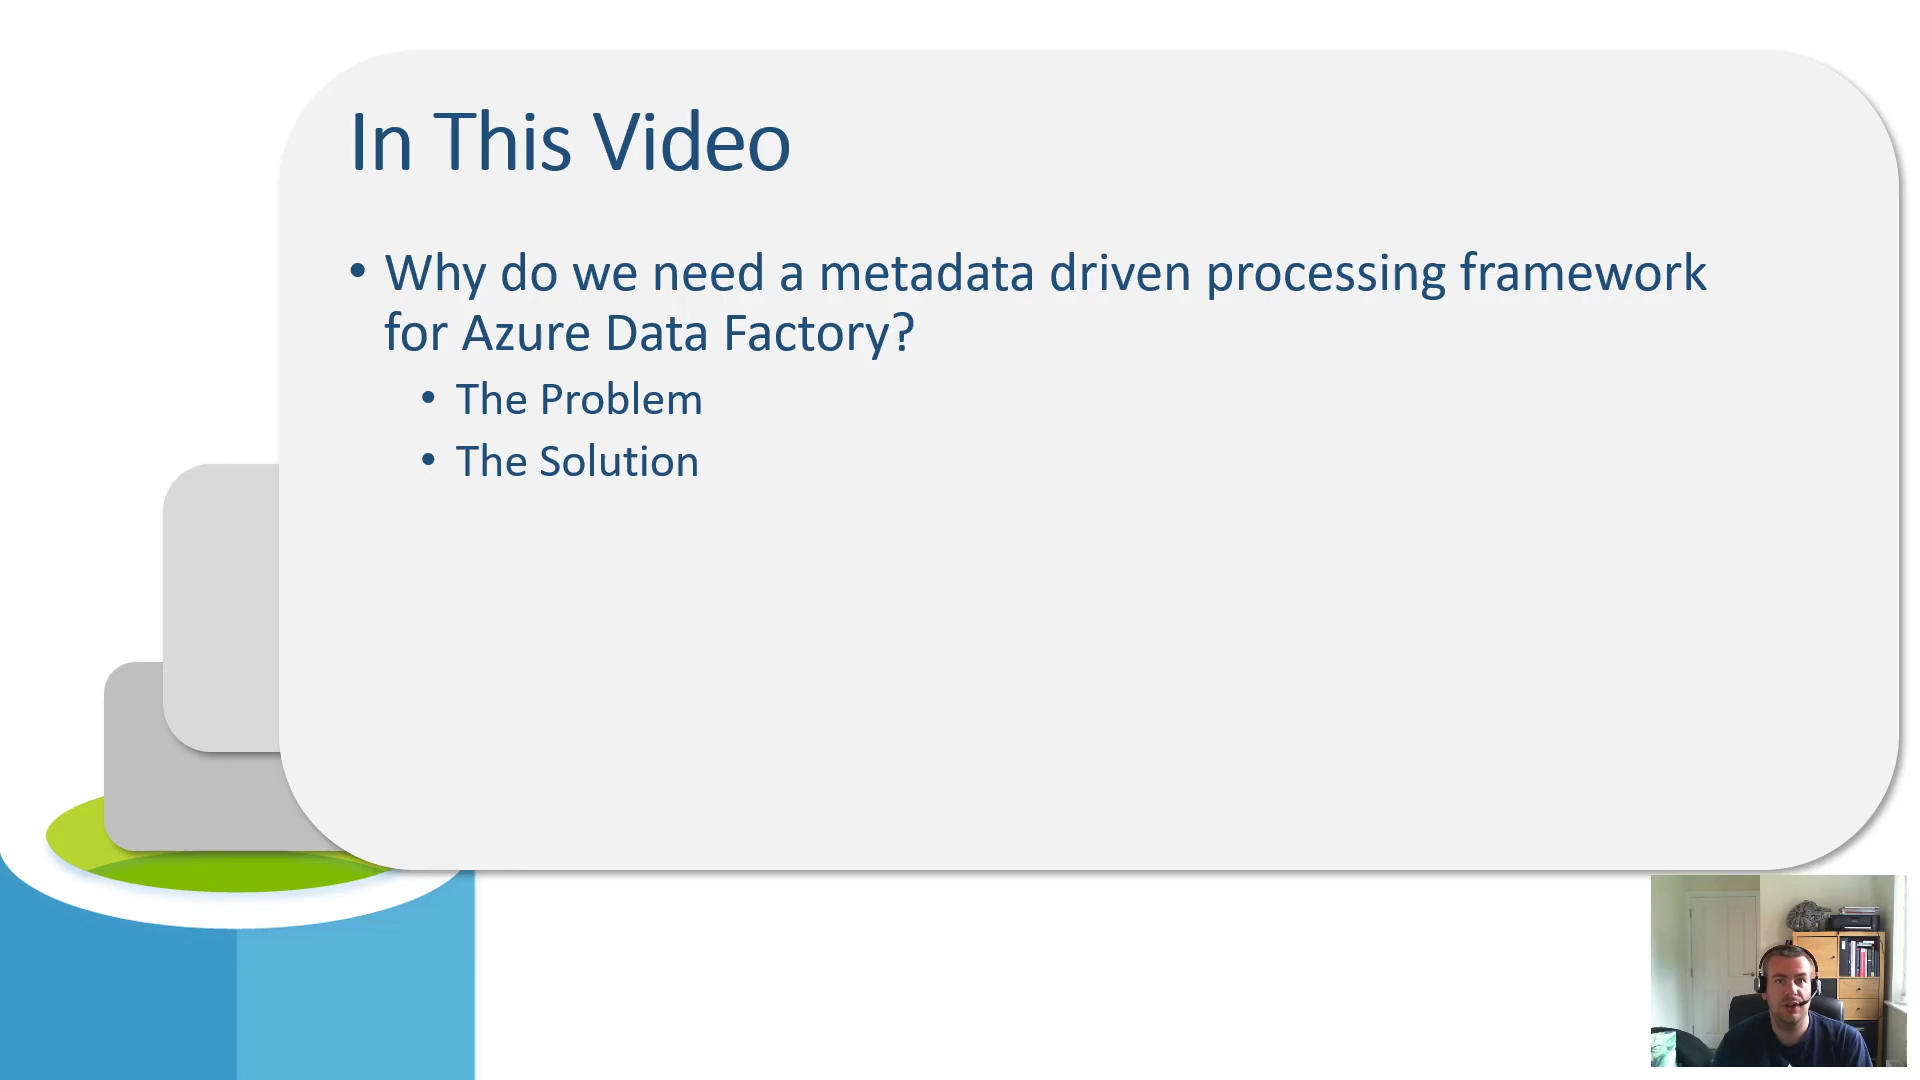 In This Video
• Why do we need a metadata driven processing framework
for Azure Data Factory?
• The Problem
• The Solution